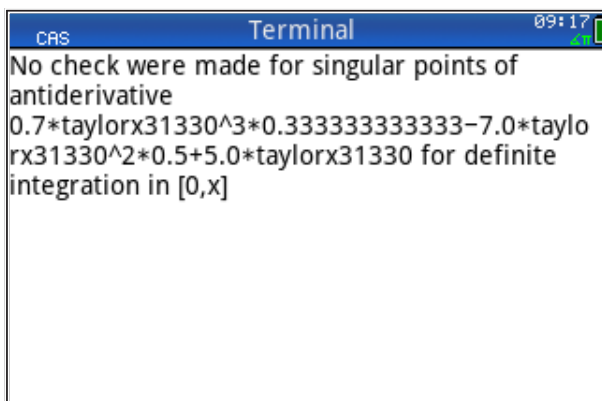 CAS
Terminal
09:17
∡π
No check were made for singular points of
antiderivative
0.7*taylorx31330^3*0.333333333333−7.0*taylo
rx31330^2*0.5+5.0*taylorx31330 for definite
integration in [0,x]